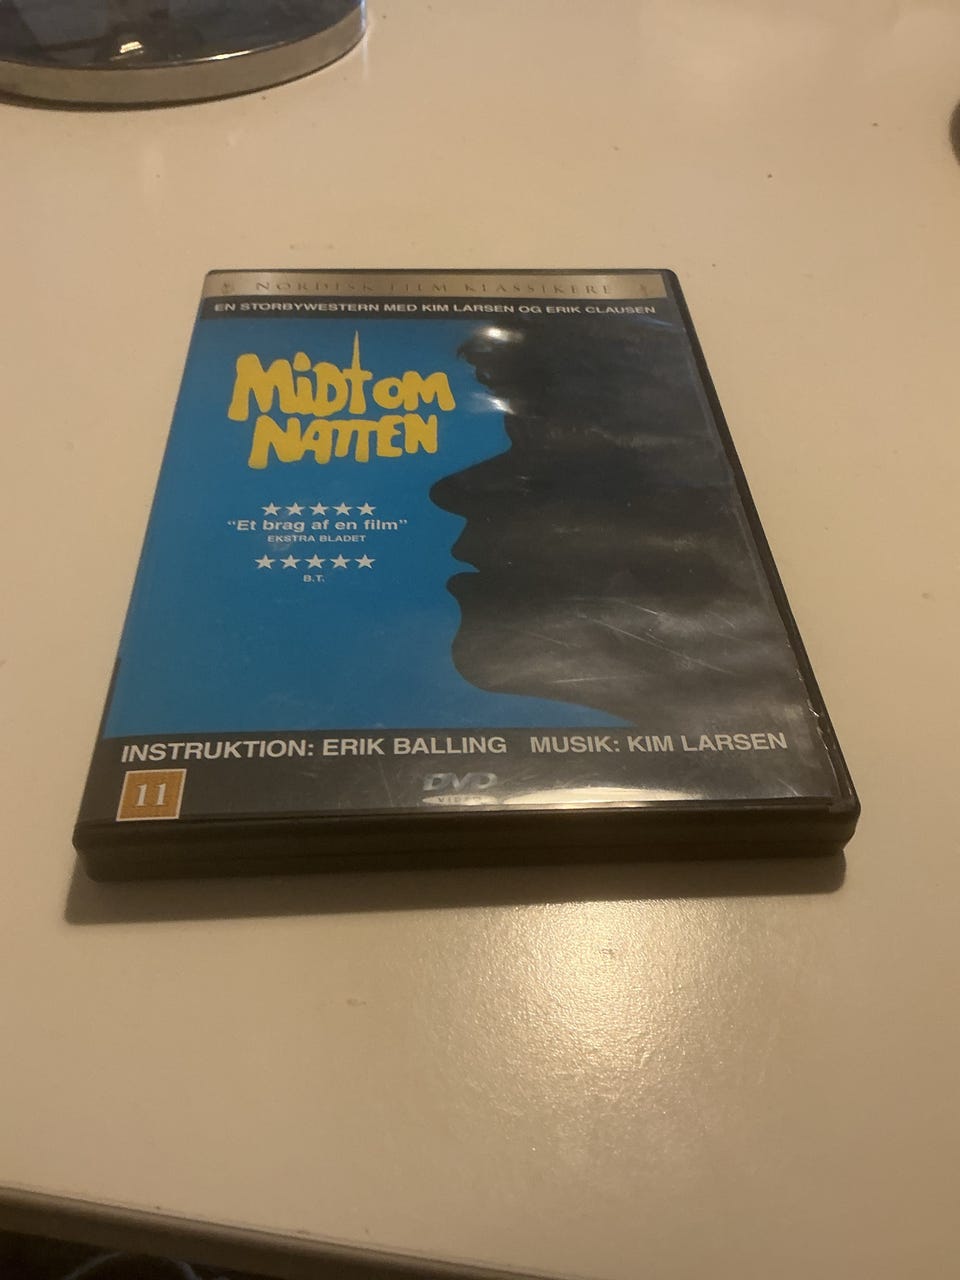 NORDISK FILM KLASSIKERE
EN STORBYWESTERN MED KIM LARSEN OG ERIK CLAUSEN
MiDT OM
NATTEN
"Et brag af en film"
EKSTRA BLADET
B.T.
INSTRUKTION: ERIK BALLING MUSIK: KIM LARSEN
11
DVD
VIDEO